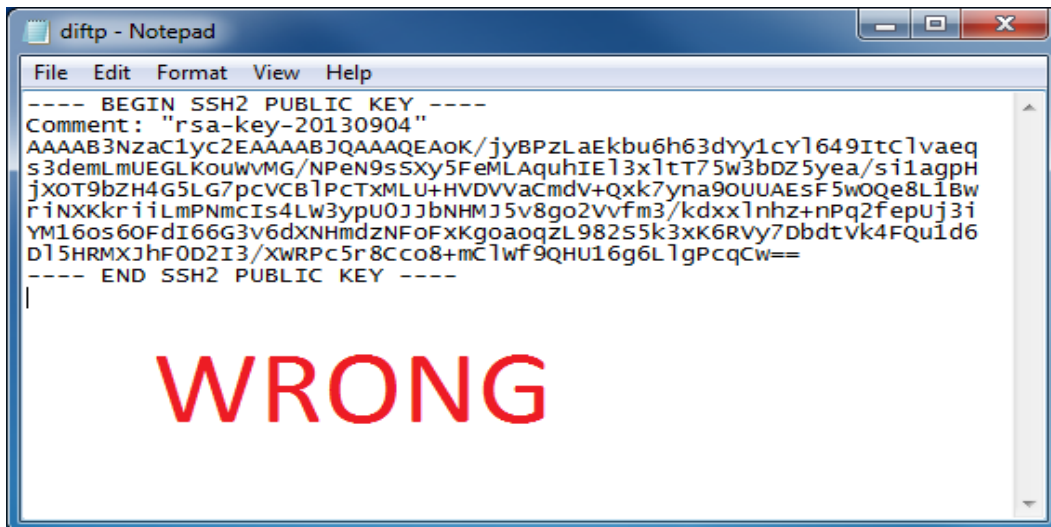 diftp - Notepad
File Edit Format View Help
---- BEGIN SSH2 PUBLIC KEY ----
Comment: "rsa-key-20130904"
AAAAB3NzaC1yc2EAAAABJQAAAQEAoK/jyBPzLaEkbu6h63dYy1cYl649ItClvaeq
s3demLmUEGLKouWvMG/NPeN9sSXy5FeMLAquhIEl3xltT75W3bDZ5yea/si1agpH
jXOT9bZH4G5LG7pcVCBlPcTxMLU+HVDVVaCmdV+Qxk7yna9OUUAEsF5wOQe8L1Bw
riNXKkriiLmPNmcIs4LW3ypU0JJbNHMJ5v8go2Vvfm3/kdxxlnhz+nPq2fepUj3i
YM16os6OFdI66G3v6dXNHmdzNFoFxKgoaoqzL982S5k3xK6RVy7DbdtVk4FQu1d6
Dl5HRMXJhF0D2I3/XWRPc5r8Cco8+mClWf9QHU16g6LlgPcqCw==
---- END SSH2 PUBLIC KEY ----
WRONG